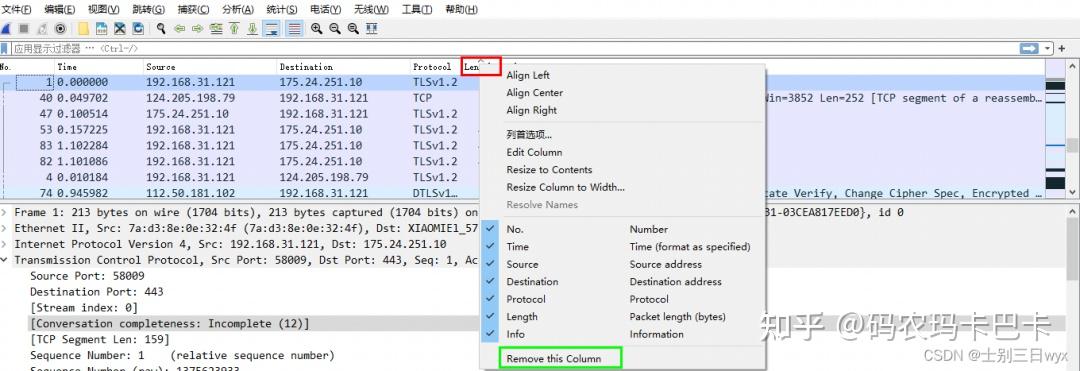 文件(F) 编辑(E) 视图(V) 跳转(G) 捕获(C) 分析(A) 统计(S) 电话(Y) 无线(W) 工具(T) 帮助(H)
应用显示过滤器 … <Ctrl-/>
No. Time Source Destination Protocol Len
1 0.000000 192.168.31.121 175.24.251.10 TLSv1.2
40 0.049702 124.205.198.79 192.168.31.121 TCP Win=3852 Len=252 [TCP segment of a reassemb…
47 0.100514 175.24.251.10 192.168.31.121 TLSv1.2
53 0.157225 192.168.31.121 175.24.251.10 TLSv1.2
83 1.102284 192.168.31.121 175.24.251.10 TLSv1.2
82 1.101086 192.168.31.121 175.24.251.10 TLSv1.2
4 0.010184 192.168.31.121 124.205.198.79 TLSv1.2
74 0.945982 112.50.181.102 192.168.31.121 DTLSv1… ate Verify, Change Cipher Spec, Encrypted …
Align Left
Align Center
Align Right
列首选项…
Edit Column
Resize to Contents
Resize Column to Width…
Resolve Names
No. Number
Time Time (format as specified)
Source Source address
Destination Destination address
Protocol Protocol
Length Packet length (bytes)
Info Information
Remove this Column
Frame 1: 213 bytes on wire (1704 bits), 213 bytes captured (1704 bits) on 31-03CEA817EED0}, id 0
Ethernet II, Src: 7a:d3:8e:0e:32:4f (7a:d3:8e:0e:32:4f), Dst: XIAOMIEl_57
Internet Protocol Version 4, Src: 192.168.31.121, Dst: 175.24.251.10
Transmission Control Protocol, Src Port: 58009, Dst Port: 443, Seq: 1, Ac
Source Port: 58009
Destination Port: 443
[Stream index: 0]
[Conversation completeness: Incomplete (12)]
[TCP Segment Len: 159]
Sequence Number: 1 (relative sequence number)
Sequence Number (raw): 1375623933
知乎 @码农玛卡巴卡
CSDN @士别三日wyx